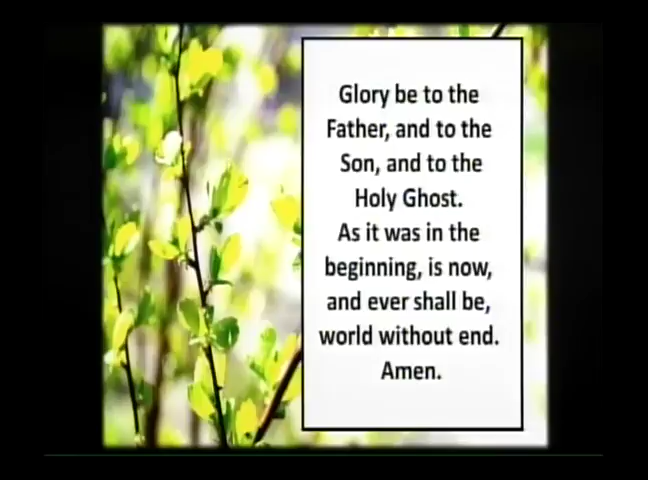 Glory be to the
Father, and to the
Son, and to the
Holy Ghost.
As it was in the
beginning, is now,
and ever shall be,
world without end.
Amen.